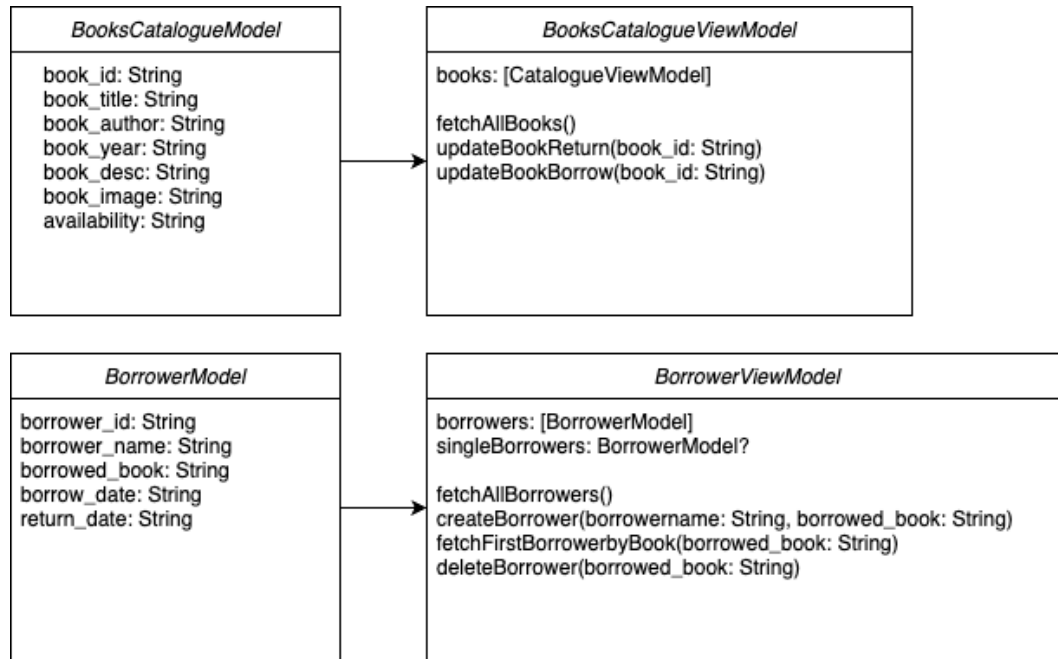 BooksCatalogueModel
book_id: String
book_title: String
book_author: String
book_year: String
book_desc: String
book_image: String
availability: String
BooksCatalogueViewModel
books: [CatalogueViewModel]
fetchAllBooks()
updateBookReturn(book_id: String)
updateBookBorrow(book_id: String)
BorrowerModel
borrower_id: String
borrower_name: String
borrowed_book: String
borrow_date: String
return_date: String
BorrowerViewModel
borrowers: [BorrowerModel]
singleBorrowers: BorrowerModel?
fetchAllBorrowers()
createBorrower(borrowername: String, borrowed_book: String)
fetchFirstBorrowerbyBook(borrowed_book: String)
deleteBorrower(borrowed_book: String)